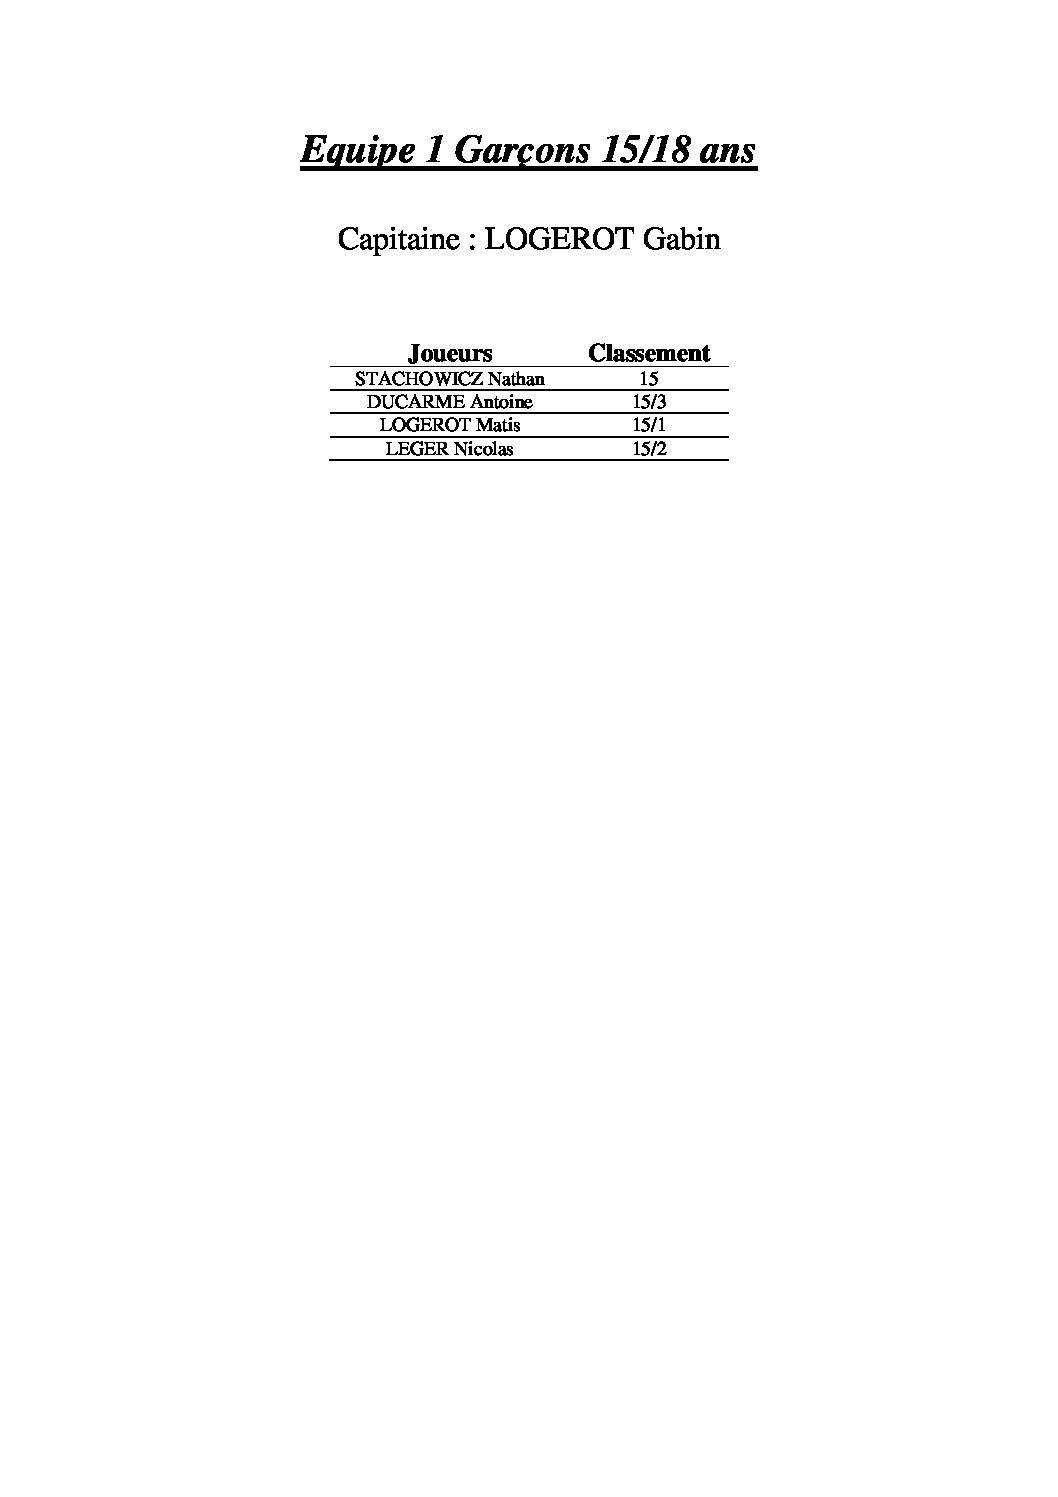 Equipe 1 Garçons 15/18 ans
Capitaine : LOGEROT Gabin
Joueurs Classement
STACHOWICZ Nathan 15
DUCARME Antoine 15/3
LOGEROT Matis 15/1
LEGER Nicolas 15/2